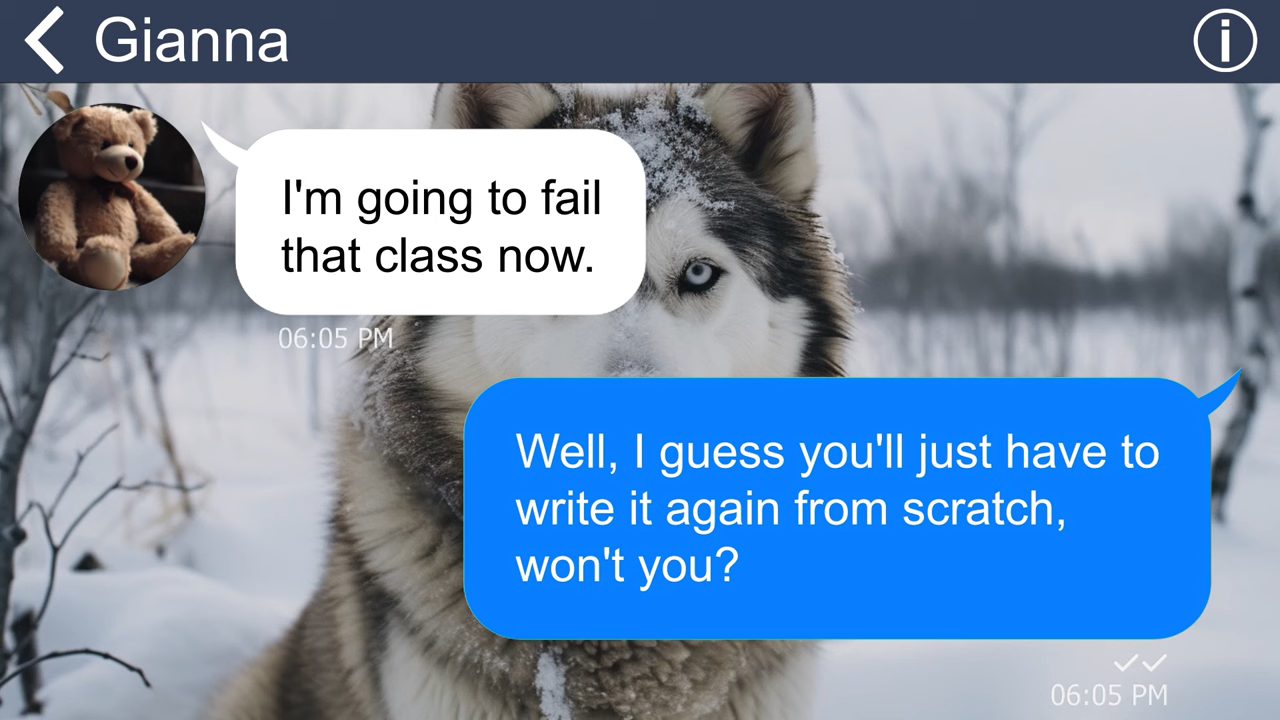 Gianna
I'm going to fail
that class now.
06:05 PM
Well, I guess you'll just have to
write it again from scratch,
won't you?
06:05 PM